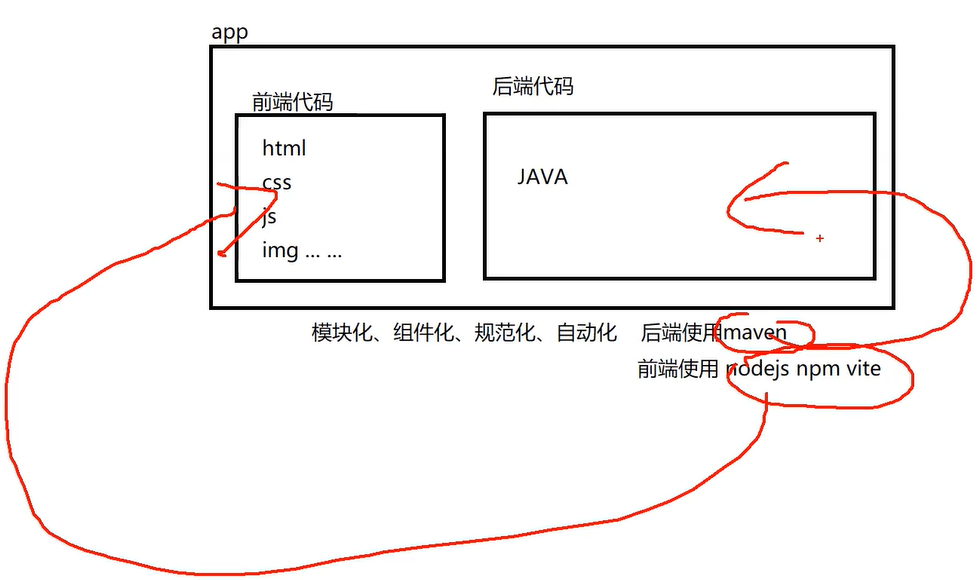 app
前端代码
html
css
js
img ... ...
后端代码
JAVA
模块化、组件化、规范化、自动化 后端使用maven
前端使用 nodejs npm vite